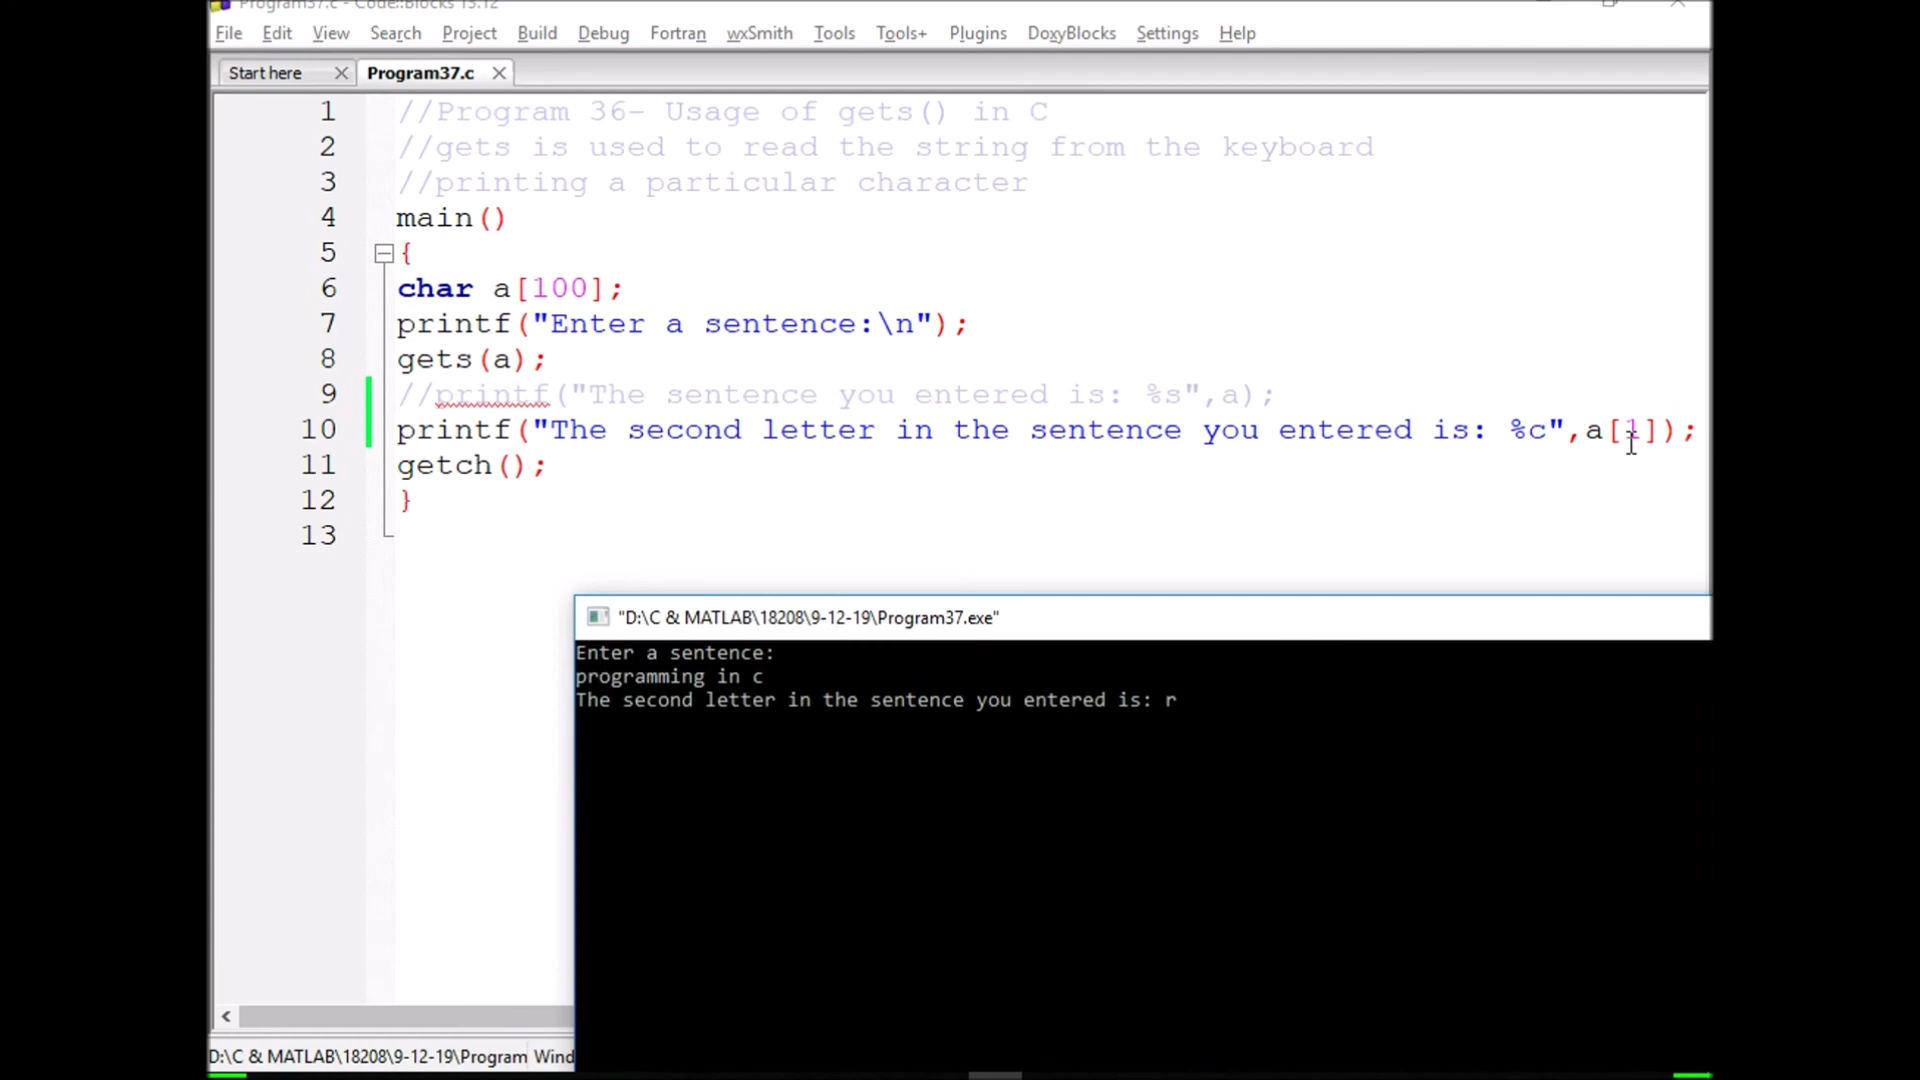 Program37.c - Code::Blocks 13.12
File Edit View Search Project Build Debug Fortran wxSmith Tools Tools+ Plugins DoxyBlocks Settings Help
Start here Program37.c
1 //Program 36- Usage of gets() in C
2 //gets is used to read the string from the keyboard
3 //printing a particular character
4 main()
5 {
6 char a[100];
7 printf("Enter a sentence:\n");
8 gets(a);
9 //printf("The sentence you entered is: %s",a);
10 printf("The second letter in the sentence you entered is: %c",a[1]);
11 getch();
12 }
13
"D:\C & MATLAB\18208\9-12-19\Program37.exe"
Enter a sentence:
programming in c
The second letter in the sentence you entered is: r
D:\C & MATLAB\18208\9-12-19\Program Wind